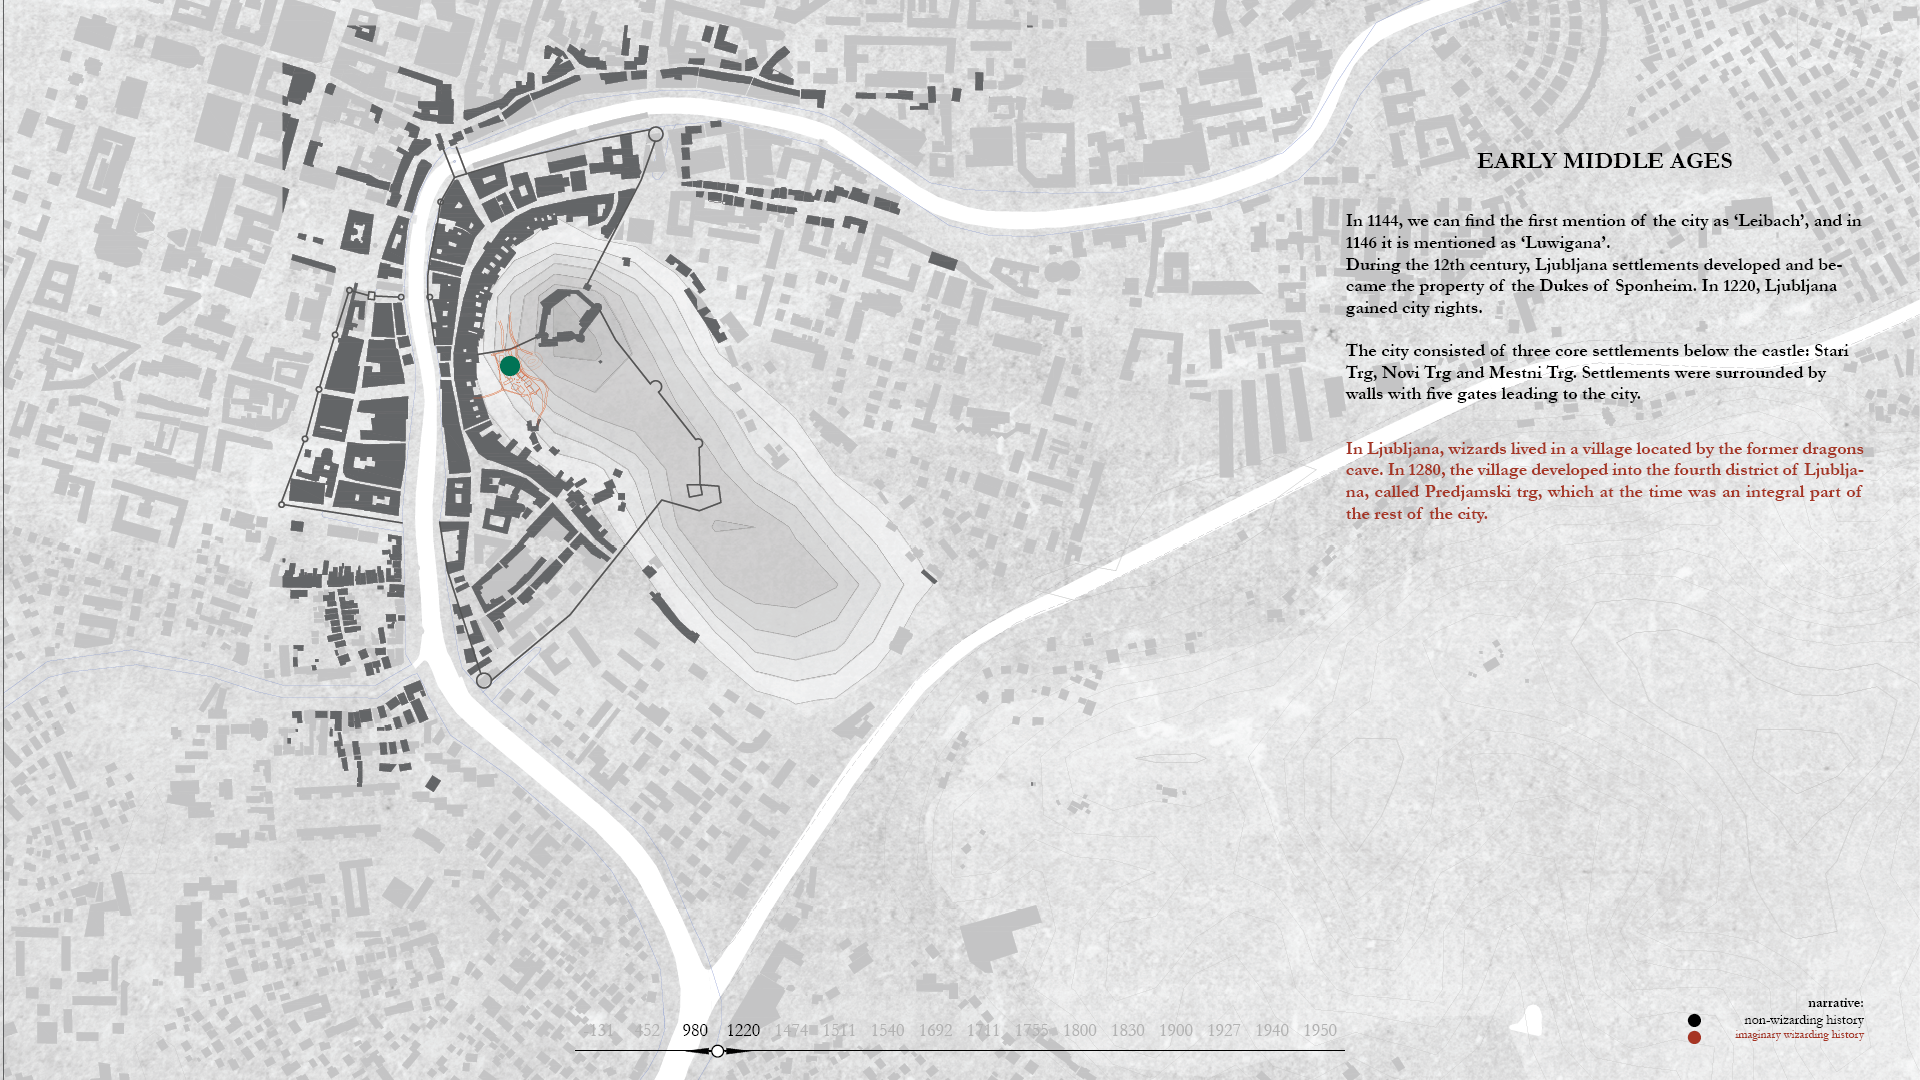 EARLY MIDDLE AGES
In 1144, we can find the first mention of the city as ‘Leibach’, and in
1146 it is mentioned as ‘Luwigana’.
During the 12th century, Ljubljana settlements developed and be-
came the property of the Dukes of Sponheim. In 1220, Ljubljana
gained city rights.
The city consisted of three core settlements below the castle: Stari
Trg, Novi Trg and Mestni Trg. Settlements were surrounded by
walls with five gates leading to the city.
In Ljubljana, wizards lived in a village located by the former dragons
cave. In 1280, the village developed into the fourth district of Ljublja-
na, called Predjamski trg, which at the time was an integral part of
the rest of the city.
narrative:
non-wizarding history
imaginary wizarding history
131 452 980 1220 1474 1511 1540 1692 1711 1755 1800 1830 1900 1927 1940 1950